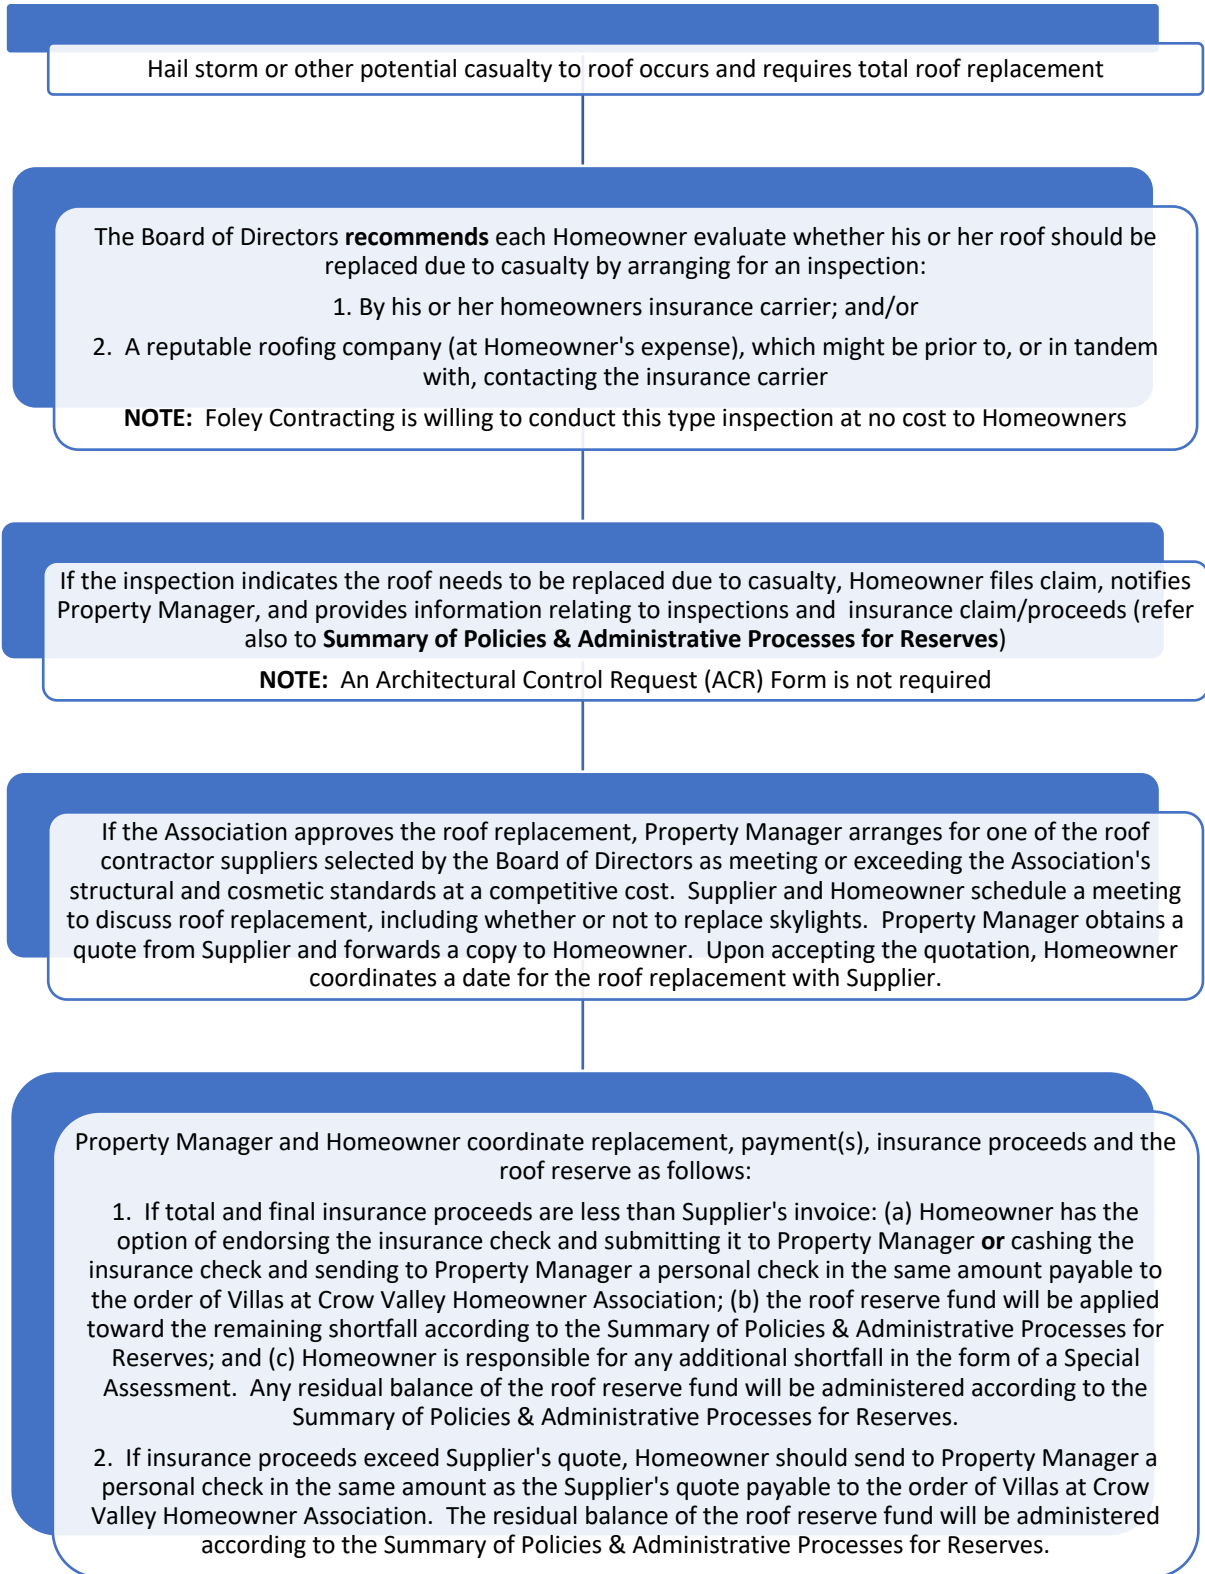 Hail storm or other potential casualty to roof occurs and requires total roof replacement
The Board of Directors recommends each Homeowner evaluate whether his or her roof should be
replaced due to casualty by arranging for an inspection:
1. By his or her homeowners insurance carrier; and/or
2.  A reputable roofing company (at Homeowner's expense), which might be prior to, or in tandem
with, contacting the insurance carrier
NOTE:  Foley Contracting is willing to conduct this type inspection at no cost to Homeowners
If the inspection indicates the roof needs to be replaced due to casualty, Homeowner files claim, notifies
Property Manager, and provides information relating to inspections and  insurance claim/proceeds (refer
also to Summary of Policies & Administrative Processes for Reserves)
NOTE:  An Architectural Control Request (ACR) Form is not required
If the Association approves the roof replacement, Property Manager arranges for one of the roof
contractor suppliers selected by the Board of Directors as meeting or exceeding the Association's
structural and cosmetic standards at a competitive cost.  Supplier and Homeowner schedule a meeting
to discuss roof replacement, including whether or not to replace skylights.  Property Manager obtains a
quote from Supplier and forwards a copy to Homeowner.  Upon accepting the quotation, Homeowner
coordinates a date for the roof replacement with Supplier.
Property Manager and Homeowner coordinate replacement, payment(s), insurance proceeds and the
roof reserve as follows:
1.  If total and final insurance proceeds are less than Supplier's invoice: (a) Homeowner has the
option of endorsing the insurance check and submitting it to Property Manager or cashing the
insurance check and sending to Property Manager a personal check in the same amount payable to
the order of Villas at Crow Valley Homeowner Association; (b) the roof reserve fund will be applied
toward the remaining shortfall according to the Summary of Policies & Administrative Processes for
Reserves; and (c) Homeowner is responsible for any additional shortfall in the form of a Special
Assessment.  Any residual balance of the roof reserve fund will be administered according to the
Summary of Policies & Administrative Processes for Reserves.
2.  If insurance proceeds exceed Supplier's quote, Homeowner should send to Property Manager a
personal check in the same amount as the Supplier's quote payable to the order of Villas at Crow
Valley Homeowner Association.  The residual balance of the roof reserve fund will be administered
according to the Summary of Policies & Administrative Processes for Reserves.